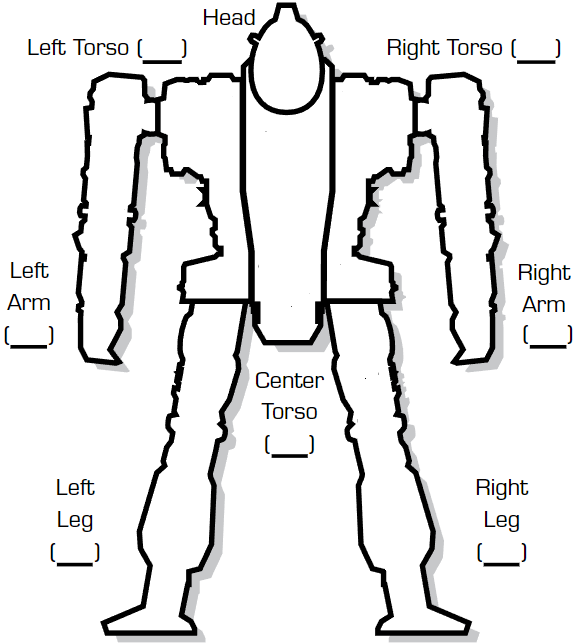 Head
Left Torso (___)
Right Torso (___)
Left
Arm
(___)
Right
Arm
(___)
Center
Torso
(___)
Left
Leg
(___)
Right
Leg
(___)